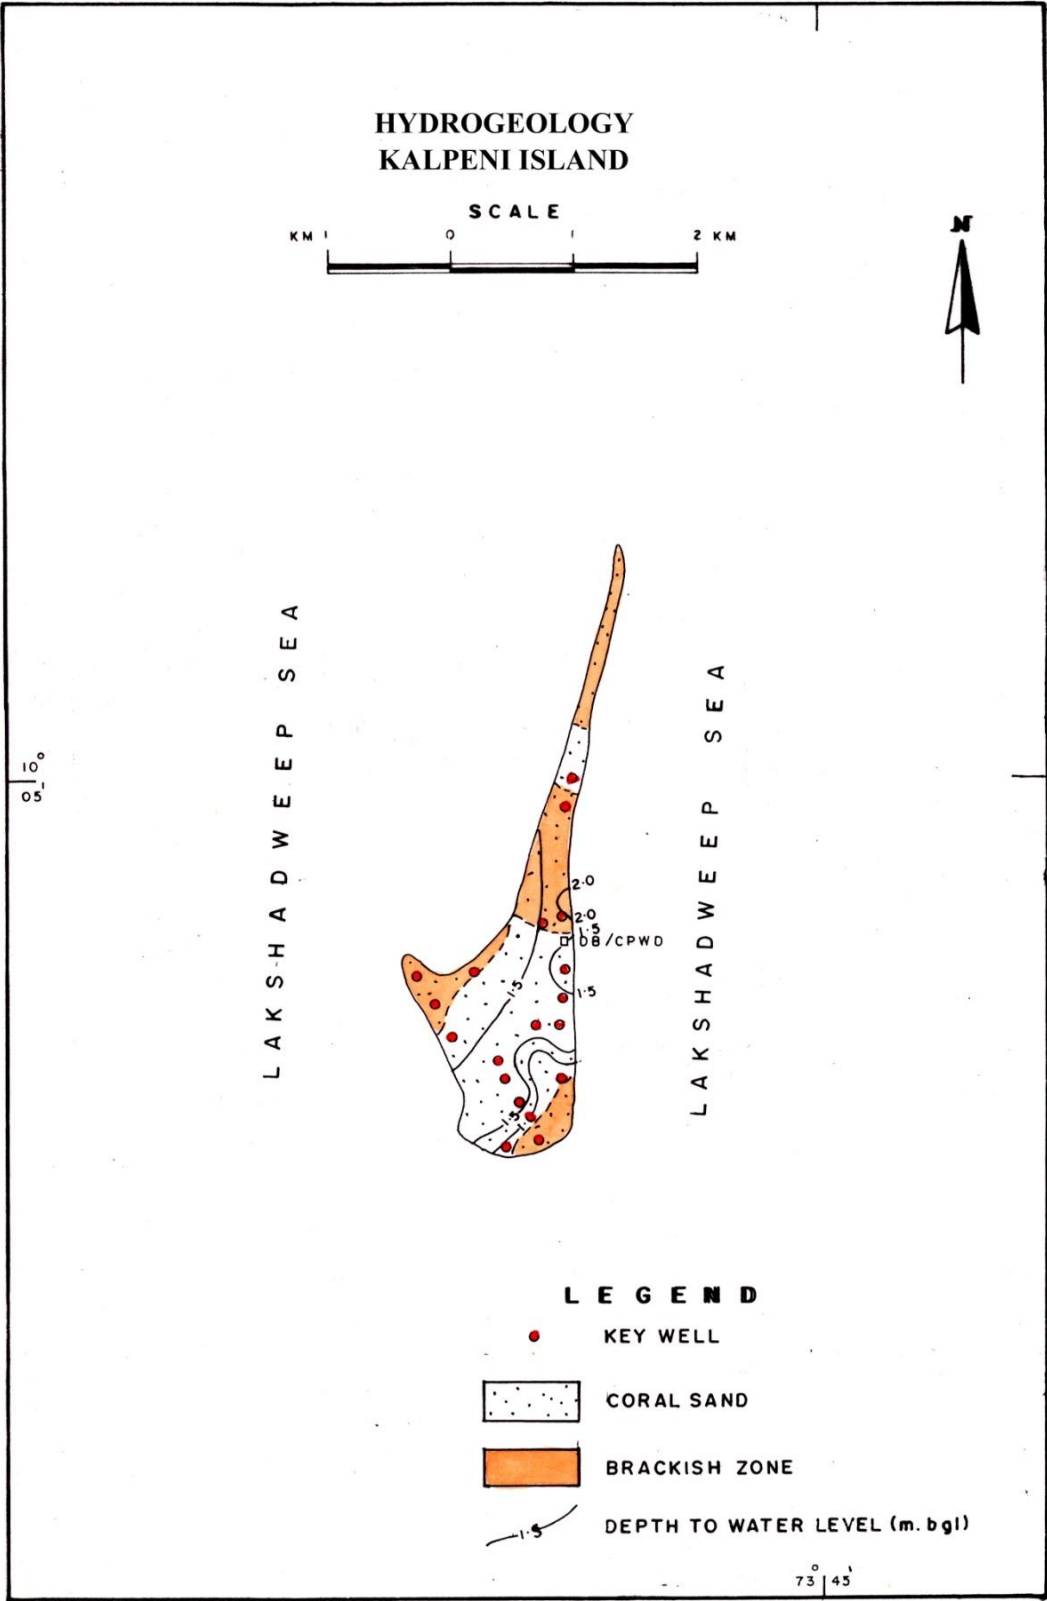 HYDROGEOLOGY
KALPENI ISLAND
SCALE
KM 1 0 1 2 KM
N
LAKSHADWEEP SEA
LAKSHADWEEP SEA
10°
05'
2.0
2.0
1.5
DB/CPWD
1.5
1.5
1.5
1.
LEGEND
KEY WELL
CORAL SAND
BRACKISH ZONE
1.5 DEPTH TO WATER LEVEL (m.bgl)
73° 45'